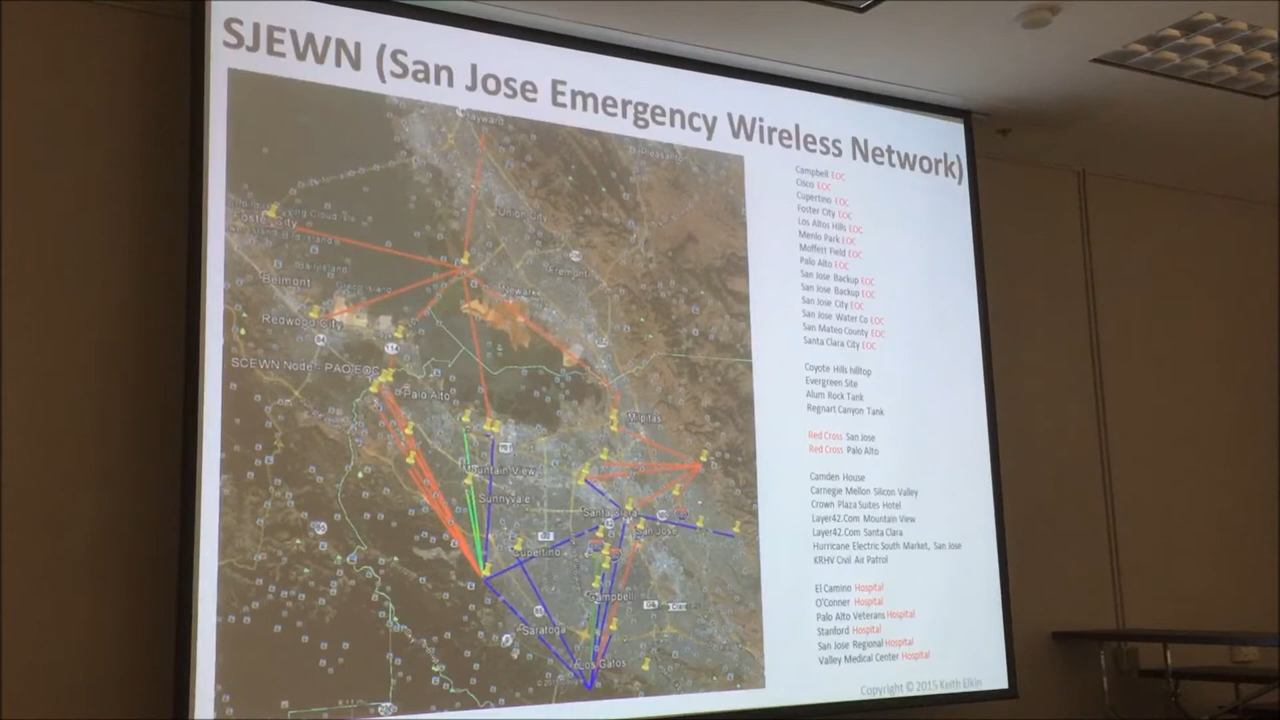 SJEWN (San Jose Emergency Wireless Network)
Hayward
Pleasanton
Union City
Foster City
Fremont
Belmont
Newark
Redwood City
84
114
SCEWN Node - PAO EOC
Palo Alto
Milpitas
Mountain View
Sunnyvale
Santa Clara
San Jose
Cupertino
Campbell
85
Saratoga
Los Gatos
Campbell EOC
Cisco EOC
Cupertino EOC
Foster City EOC
Los Altos Hills EOC
Menlo Park EOC
Moffett Field EOC
Palo Alto EOC
San Jose Backup EOC
San Jose Backup EOC
San Jose City EOC
San Jose Water Co EOC
San Mateo County EOC
Santa Clara City EOC
Coyote Hills hilltop
Evergreen Site
Alum Rock Tank
Regnart Canyon Tank
Red Cross San Jose
Red Cross Palo Alto
Camden House
Carnegie Mellon Silicon Valley
Crown Plaza Suites Hotel
Layer42.Com Mountain View
Layer42.Com Santa Clara
Hurricane Electric South Market, San Jose
KRHV Civil Air Patrol
El Camino Hospital
O'Conner Hospital
Palo Alto Veterans Hospital
Stanford Hospital
San Jose Regional Hospital
Valley Medical Center Hospital
Copyright © 2015 Keith Elkin